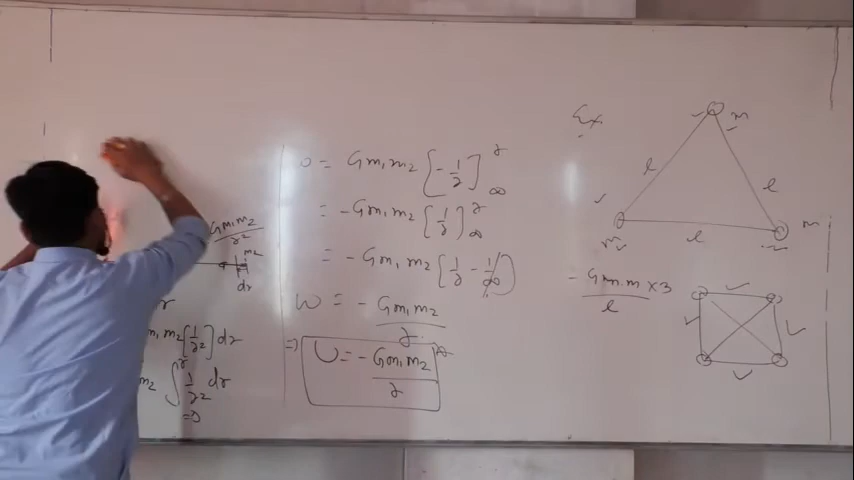 Gm₁m₂
r²
m₂
dr
r
m₁m₂[1/r²]dr
m₂ ∫ʳ 1/r² dr
= Gm₁m₂[-1/r]ʳ∞
= -Gm₁m₂[1/r]ʳ∞
= -Gm₁m₂[1/r - 1/∞]
W = -Gm₁m₂/r
⇒ U = -Gm₁m₂/r
Ex
m
l l
m l m
= Gm.m×3/l